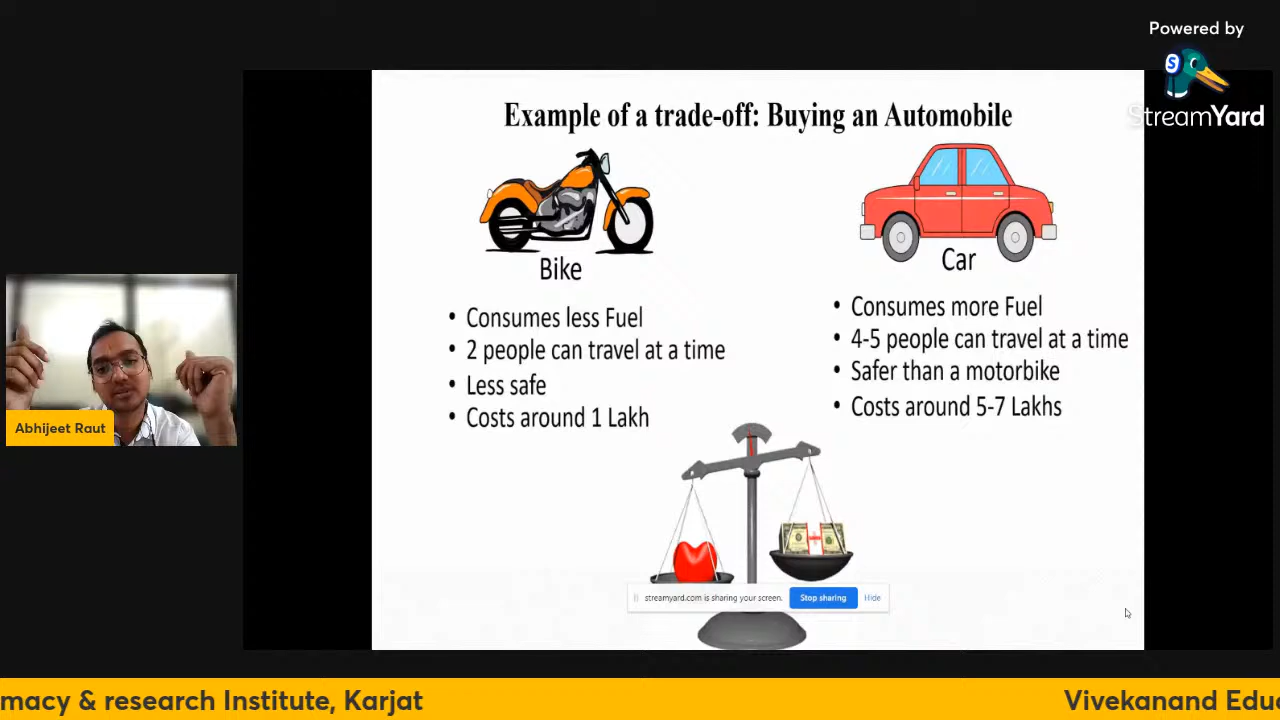 Powered by
StreamYard
Example of a trade-off: Buying an Automobile
Bike
• Consumes less Fuel
• 2 people can travel at a time
• Less safe
• Costs around 1 Lakh
Car
• Consumes more Fuel
• 4-5 people can travel at a time
• Safer than a motorbike
• Costs around 5-7 Lakhs
Abhijeet Raut
streamyard.com is sharing your screen.
Stop sharing
Hide
macy & research Institute, Karjat
Vivekanand Educ